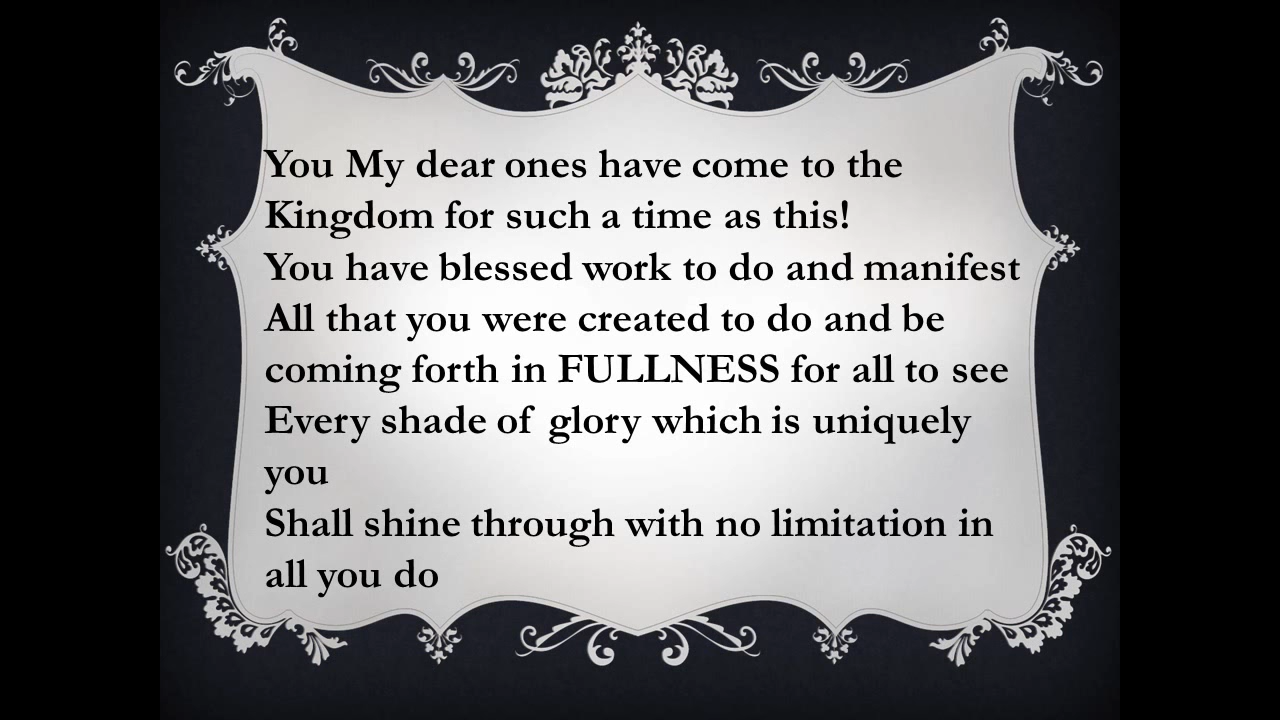 You My dear ones have come to the
Kingdom for such a time as this!
You have blessed work to do and manifest
All that you were created to do and be
coming forth in FULLNESS for all to see
Every shade of glory which is uniquely
you
Shall shine through with no limitation in
all you do